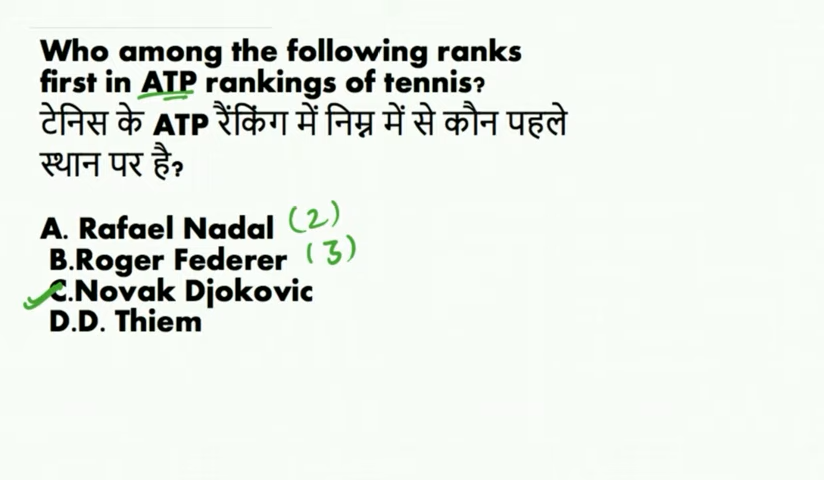 Who among the following ranks
first in ATP rankings of tennis?
टेनिस के ATP रैंकिंग में निम्न में से कौन पहले
स्थान पर है?
A. Rafael Nadal (2)
B.Roger Federer (3)
C.Novak Djokovic
D.D. Thiem